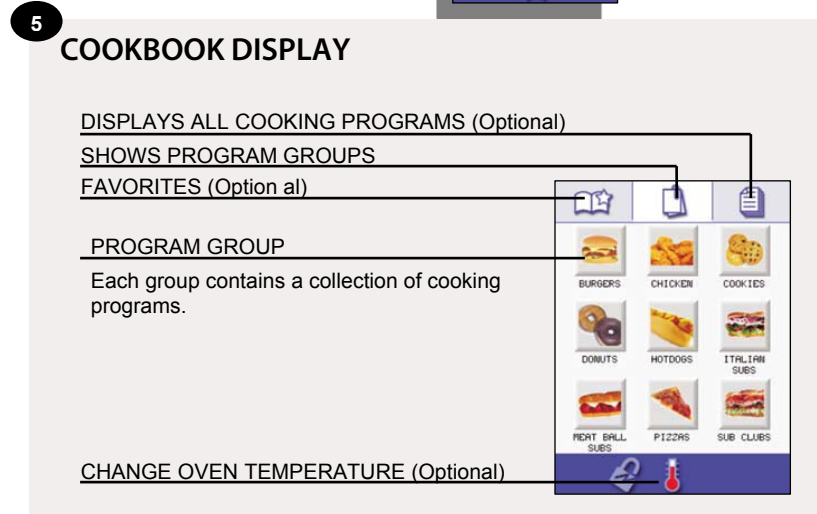 5
COOKBOOK DISPLAY
DISPLAYS ALL COOKING PROGRAMS (Optional)
SHOWS PROGRAM GROUPS
FAVORITES (Option al)
PROGRAM GROUP
Each group contains a collection of cooking
programs.
BURGERS CHICKEN COOKIES
DONUTS HOTDOGS ITALIAN
SUBS
MEAT BALL PIZZAS SUB CLUBS
SUBS
CHANGE OVEN TEMPERATURE (Optional)